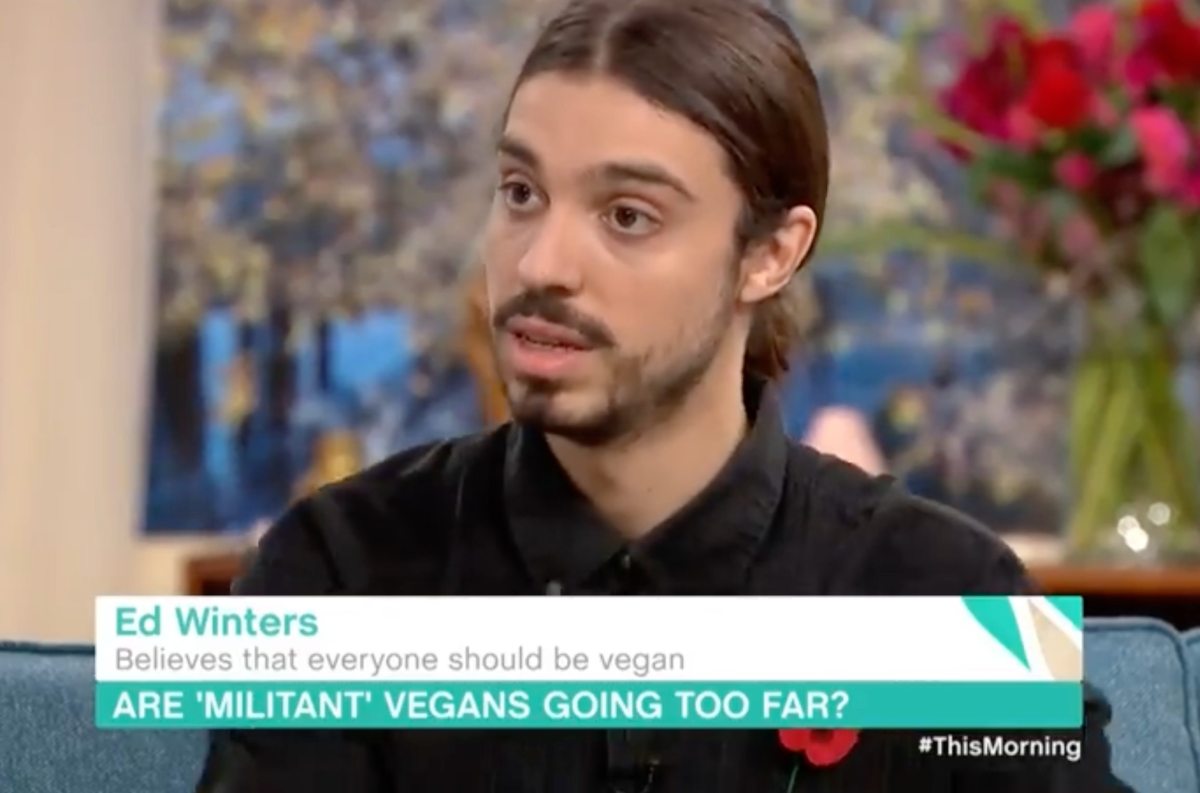 Ed Winters
Believes that everyone should be vegan
ARE 'MILITANT' VEGANS GOING TOO FAR?
#ThisMorning